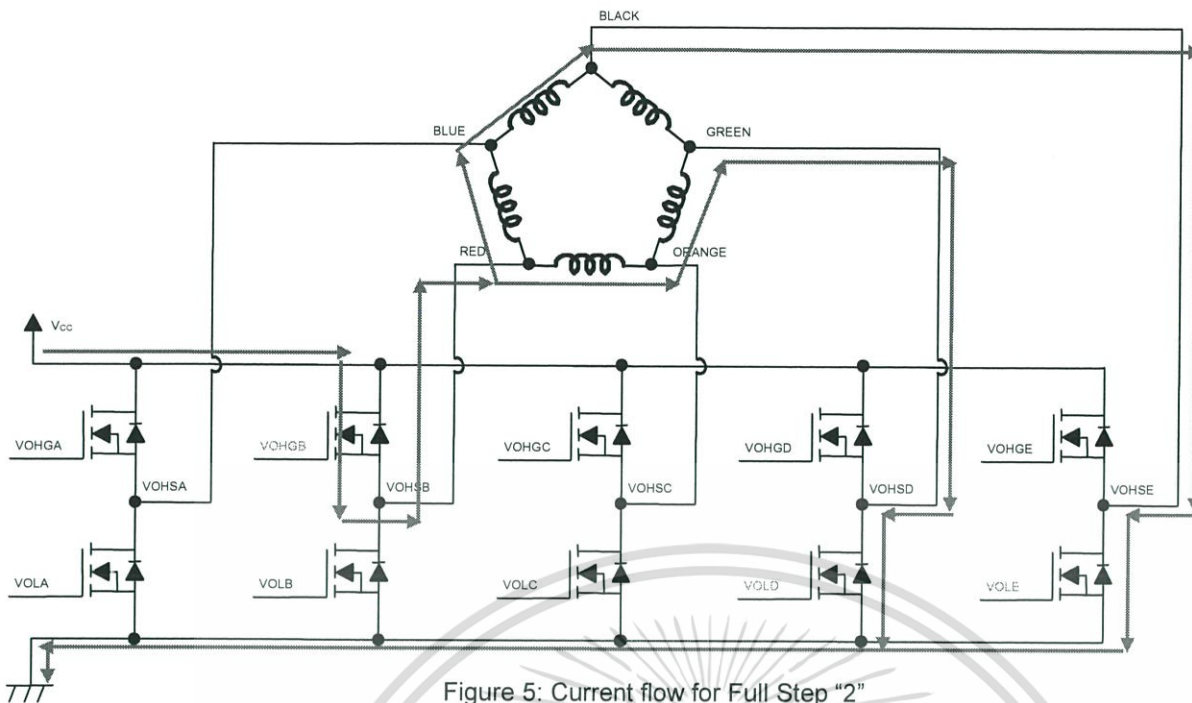 BLACK
BLUE
GREEN
RED
ORANGE
Vcc
VOHGA
VOHGB
VOHGC
VOHGD
VOHGE
VOHSA
VOHSB
VOHSC
VOHSD
VOHSE
VOLA
VOLB
VOLC
VOLD
VOLE
Figure 5: Current flow for Full Step “2”